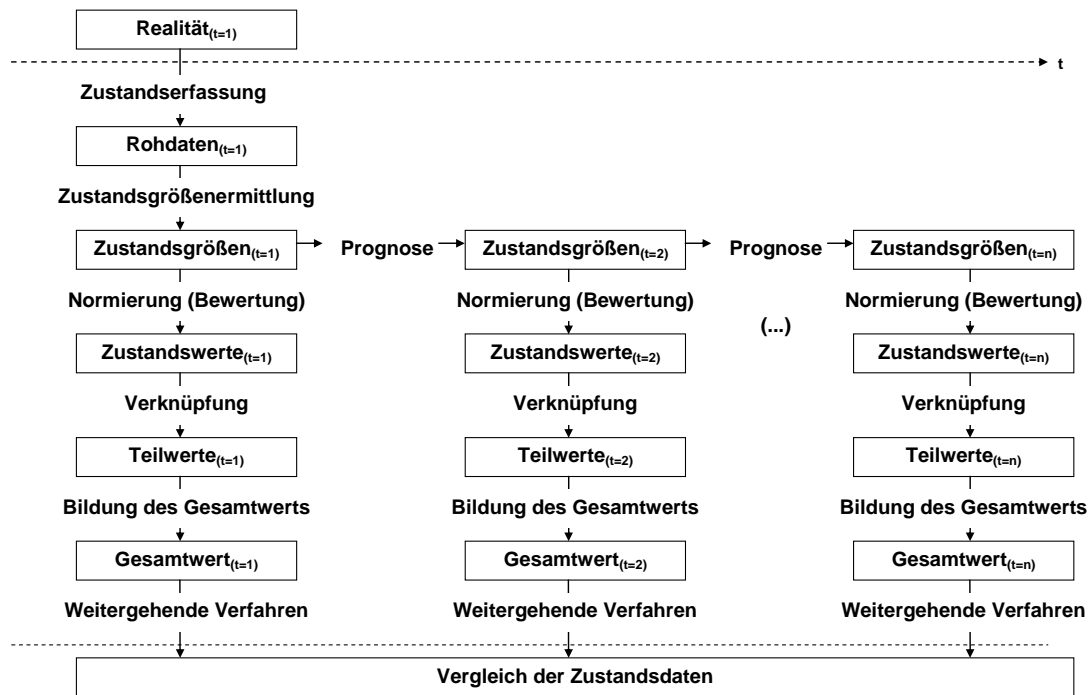 Realität(t=1)
t
Zustandserfassung
Rohdaten(t=1)
Zustandsgrößenermittlung
Zustandsgrößen(t=1) Prognose Zustandsgrößen(t=2) Prognose Zustandsgrößen(t=n)
Normierung (Bewertung) Normierung (Bewertung) Normierung (Bewertung)
(...)
Zustandswerte(t=1) Zustandswerte(t=2) Zustandswerte(t=n)
Verknüpfung Verknüpfung Verknüpfung
Teilwerte(t=1) Teilwerte(t=2) Teilwerte(t=n)
Bildung des Gesamtwerts Bildung des Gesamtwerts Bildung des Gesamtwerts
Gesamtwert(t=1) Gesamtwert(t=2) Gesamtwert(t=n)
Weitergehende Verfahren Weitergehende Verfahren Weitergehende Verfahren
Vergleich der Zustandsdaten